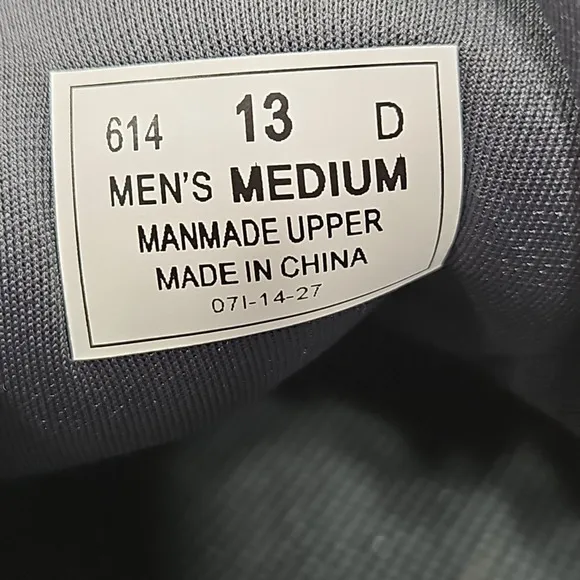 614 13 D
MEN'S MEDIUM
MANMADE UPPER
MADE IN CHINA
07I-14-27